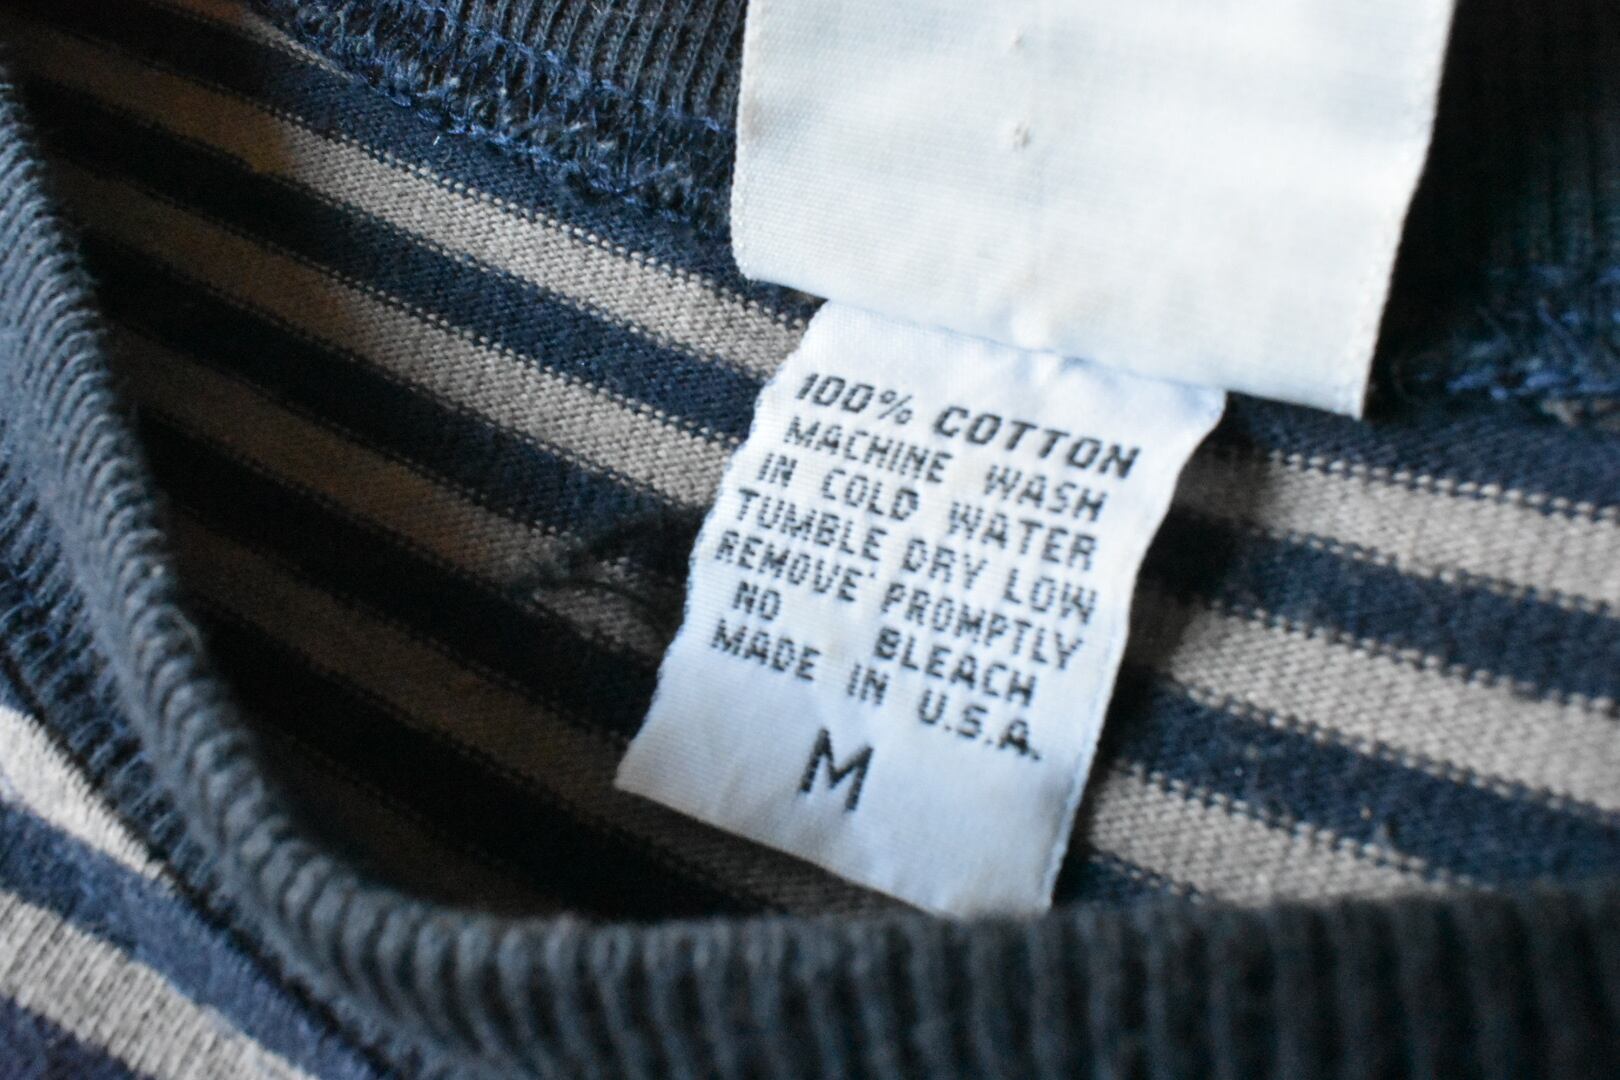 100% COTTON
MACHINE WASH
IN COLD WATER
TUMBLE DRY LOW
REMOVE PROMPTLY
NO BLEACH
MADE IN U.S.A.
M